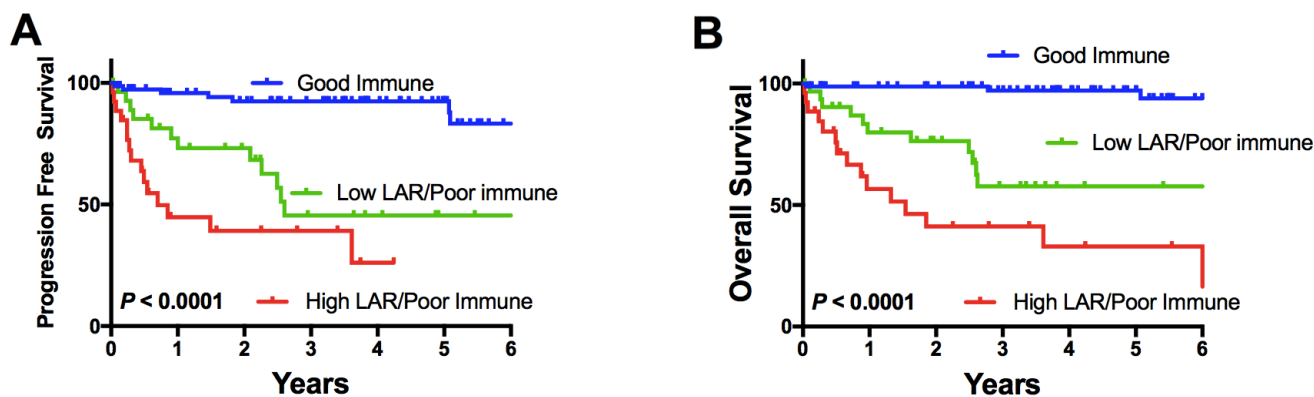 A
Progression Free Survival
100
50
0
Good Immune
Low LAR/Poor immune
High LAR/Poor Immune
P < 0.0001
0 1 2 3 4 5 6
Years
B
Overall Survival
100
50
0
Good Immune
Low LAR/Poor immune
High LAR/Poor Immune
P < 0.0001
0 1 2 3 4 5 6
Years